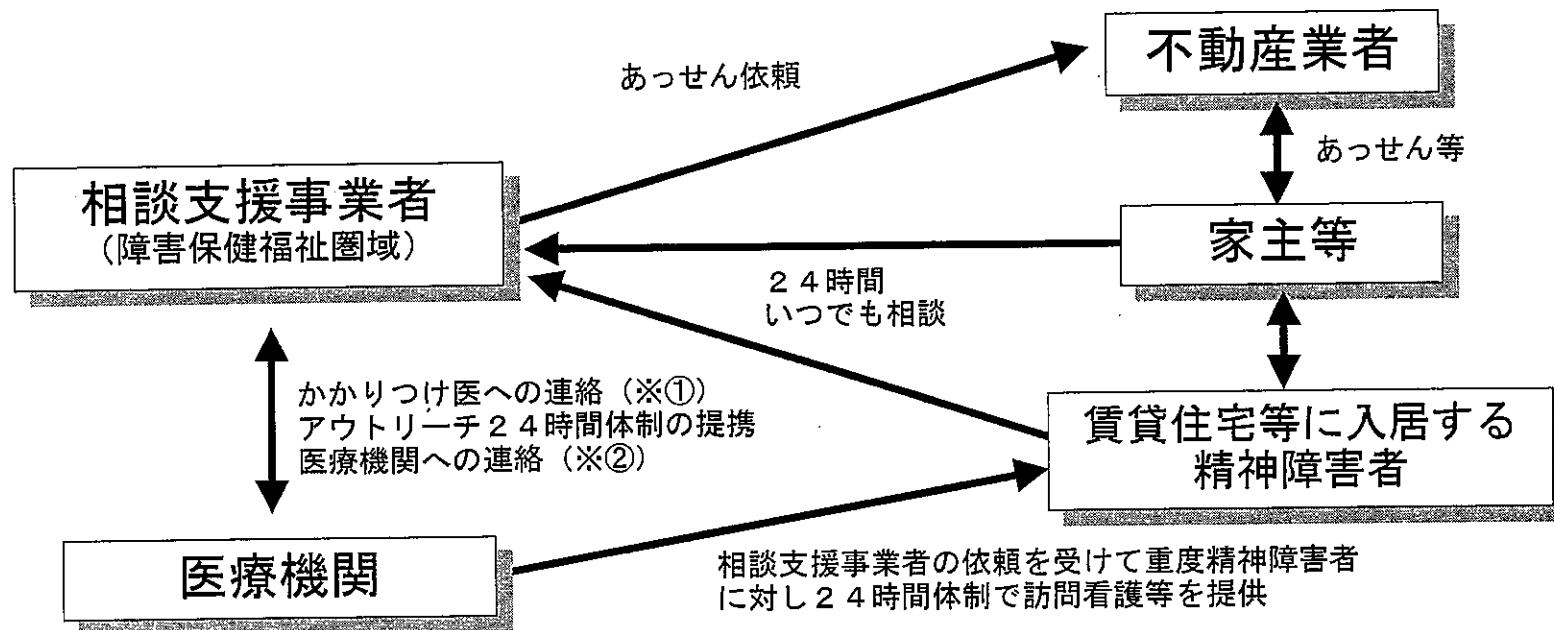 不動産業者
あっせん依頼
あっせん等
相談支援事業者
（障害保健福祉圏域）
家主等
２４時間
いつでも相談
かかりつけ医への連絡（※①）
アウトリーチ２４時間体制の提携
医療機関への連絡（※②）
賃貸住宅等に入居する
精神障害者
医療機関
相談支援事業者の依頼を受けて重度精神障害者
に対し２４時間体制で訪問看護等を提供